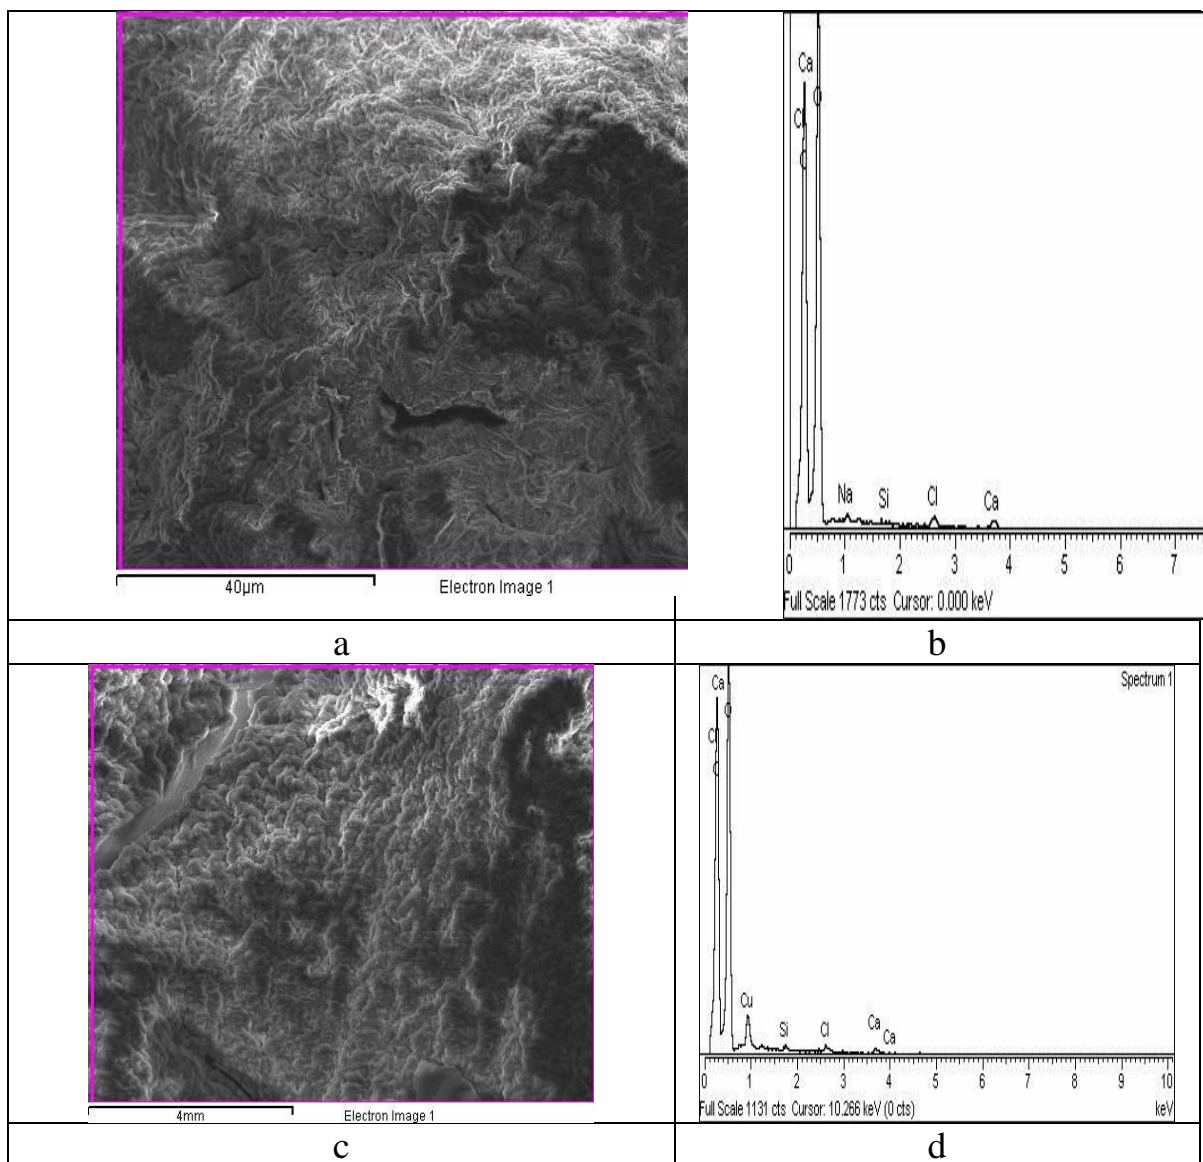 40µm Electron Image 1
Ca
Cl
O
C
Na Si Cl Ca
0 1 2 3 4 5 6 7
Full Scale 1773 cts Cursor: 0.000 keV
a b
4mm Electron Image 1
Spectrum 1
Ca
O
Cl
C
Cu
Si Cl Ca
Ca
0 1 2 3 4 5 6 7 8 9 10
Full Scale 1131 cts Cursor: 10.266 keV (0 cts) keV
c d